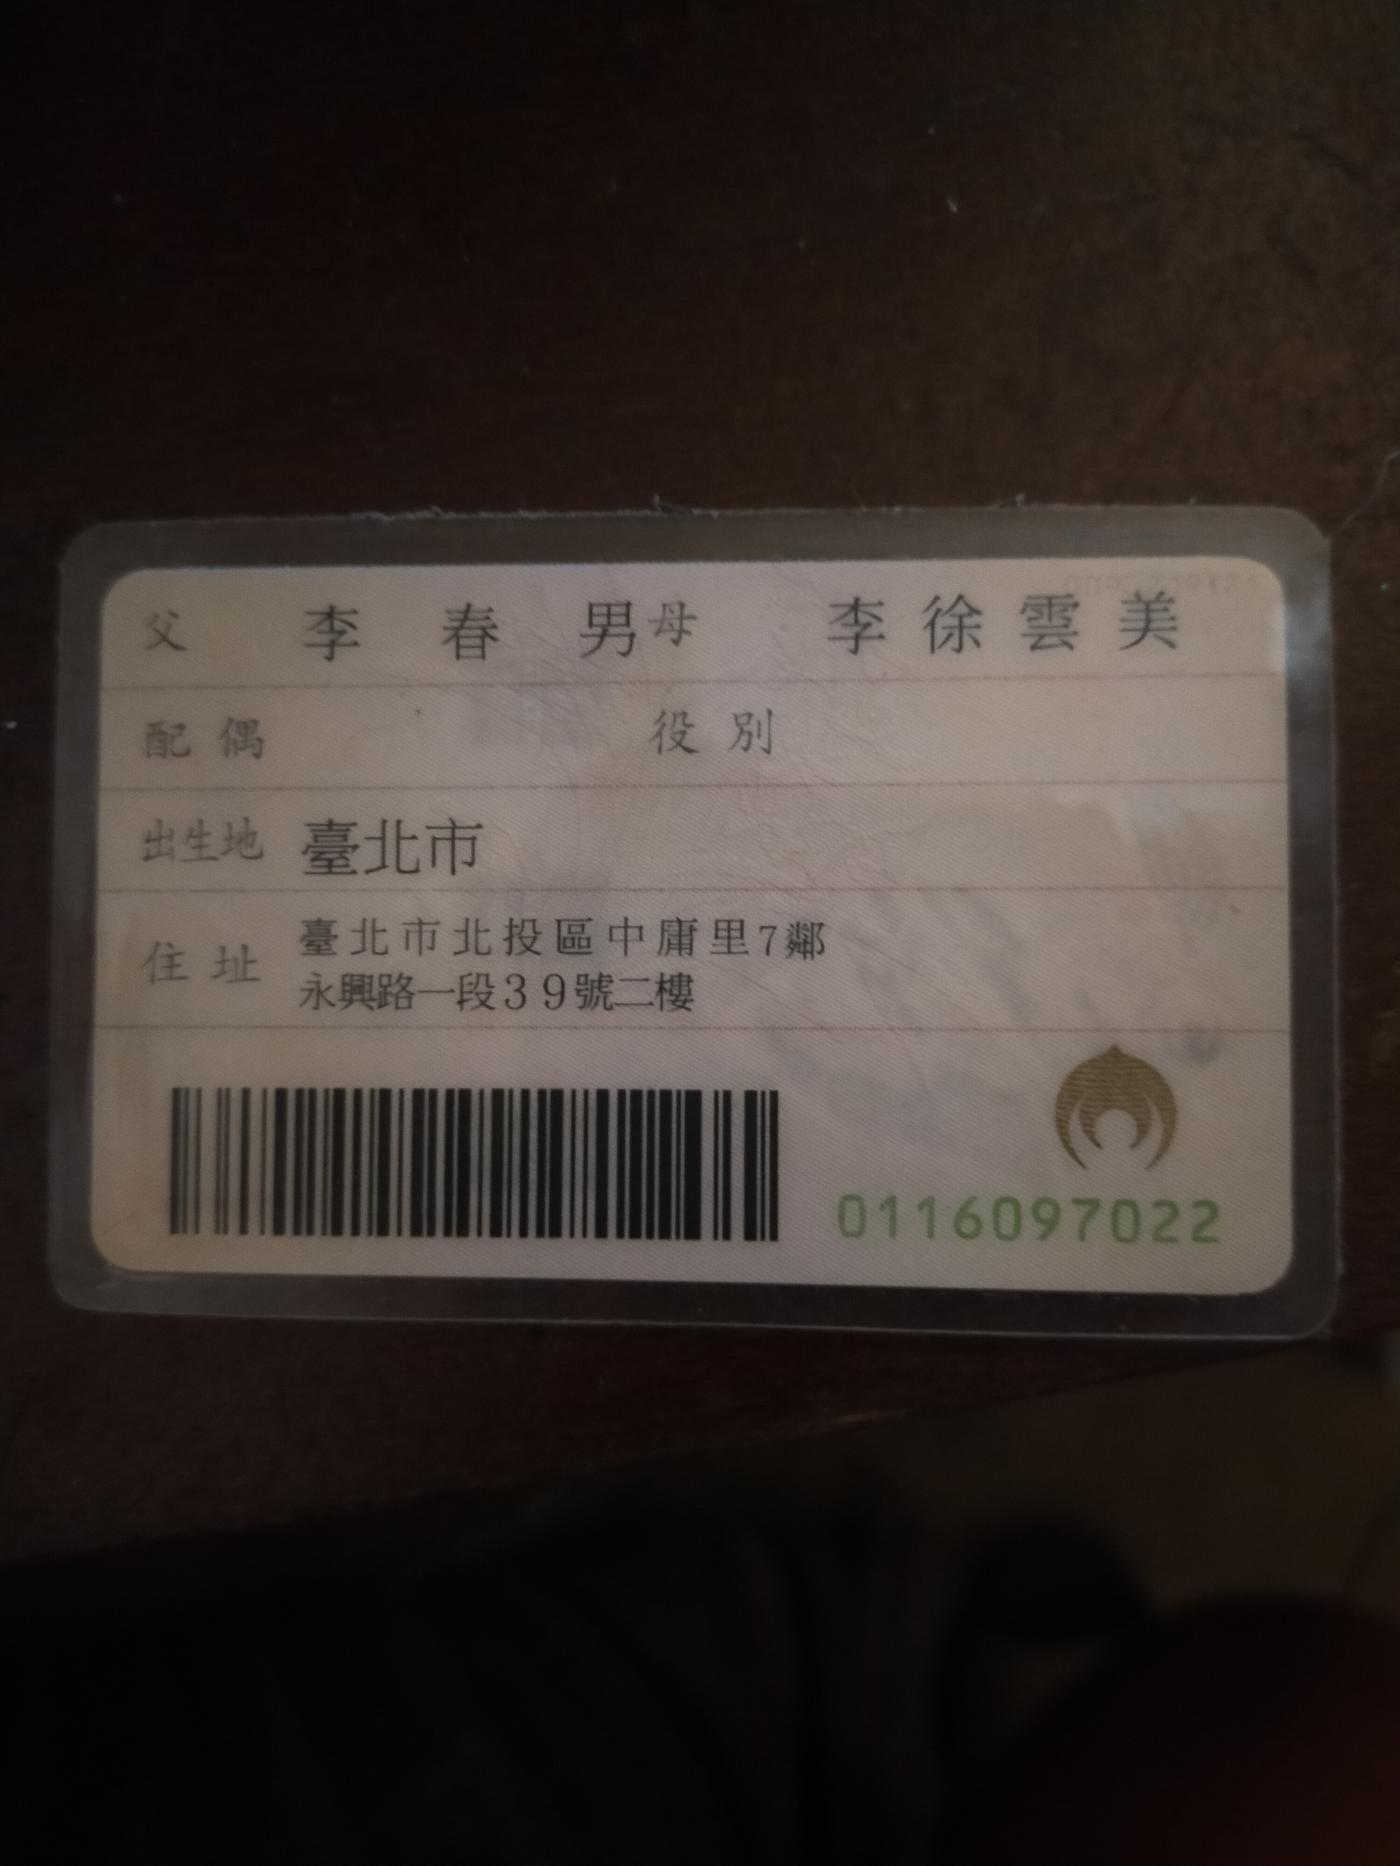 父 李春男 母 李徐雲美
配偶 役別
出生地 臺北市
住址 臺北市北投區中庸里7鄰
永興路一段39號二樓
0116097022